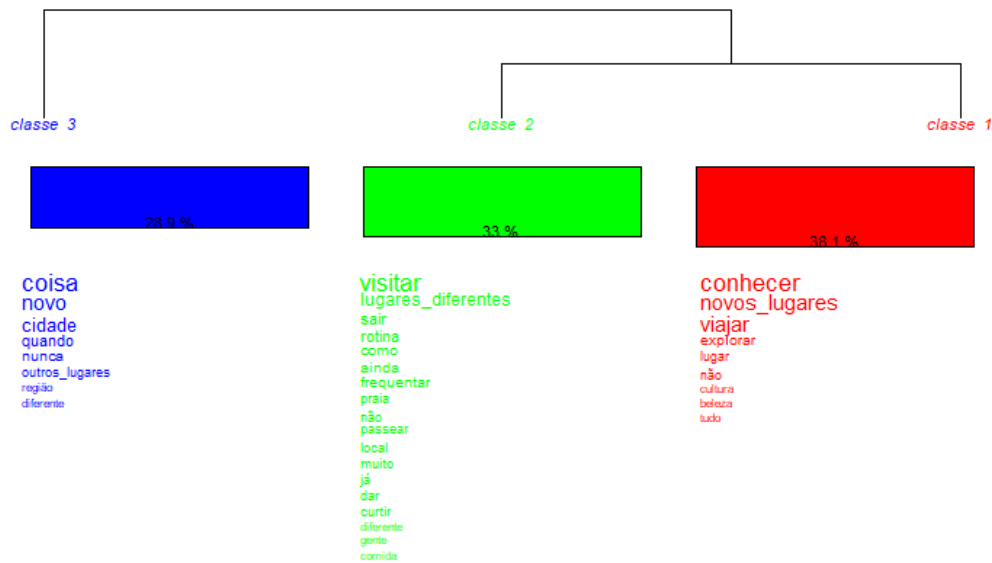 classe 3
classe 2
classe 1
28.9 %
33 %
38.1 %
coisa
novo
cidade
quando
nunca
outros_lugares
região
diferente
visitar
lugares_diferentes
sair
rotina
como
ainda
frequentar
praia
não
passear
local
muito
já
dar
curtir
diferente
gente
comida
conhecer
novos_lugares
viajar
explorar
lugar
não
cultura
beleza
tudo